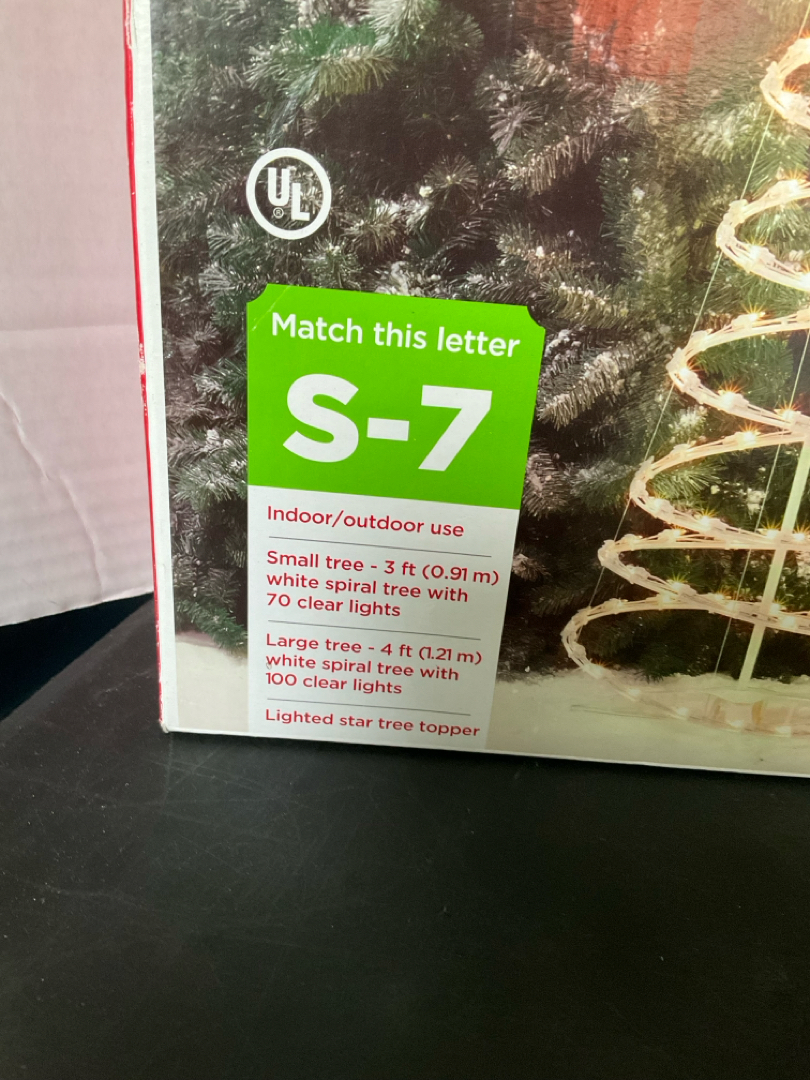 UL
®
Match this letter
S-7
Indoor/outdoor use
Small tree - 3 ft (0.91 m)
white spiral tree with
70 clear lights
Large tree - 4 ft (1.21 m)
white spiral tree with
100 clear lights
Lighted star tree topper